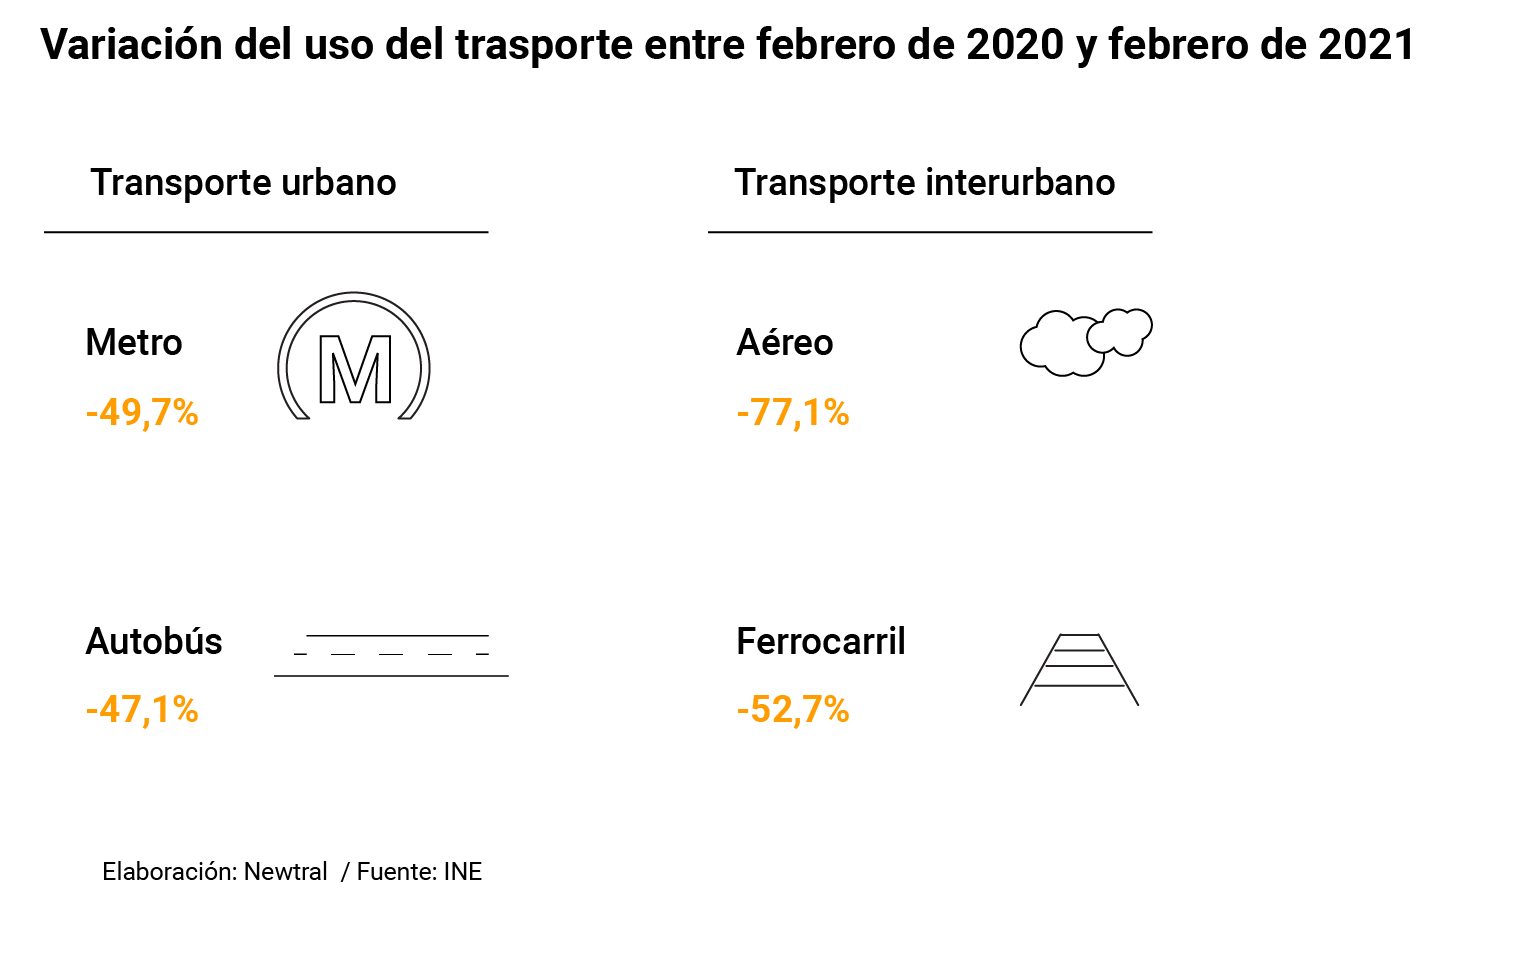 Variación del uso del trasporte entre febrero de 2020 y febrero de 2021
Transporte urbano
Metro
M
-49,7%
Autobús
-47,1%
Transporte interurbano
Aéreo
-77,1%
Ferrocarril
-52,7%
Elaboración: Newtral / Fuente: INE